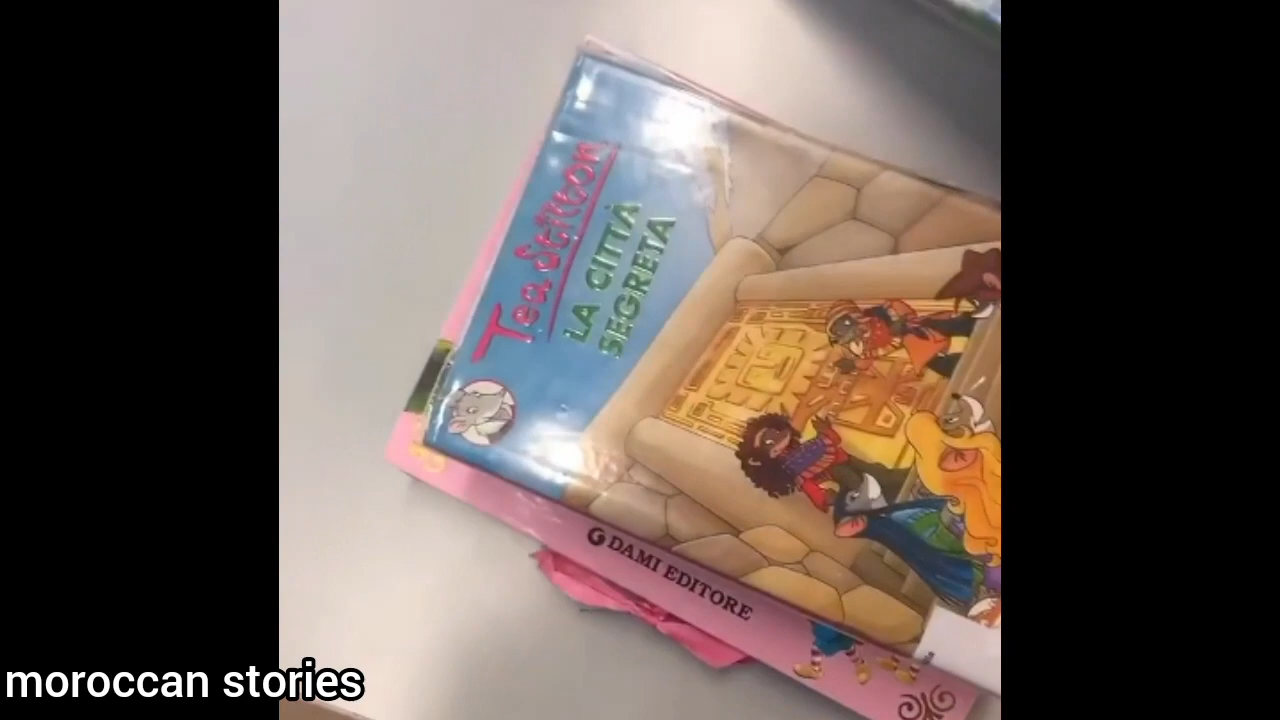 Tea Stilton
LA CITTÀ
SEGRETA
DAMI EDITORE
moroccan stories